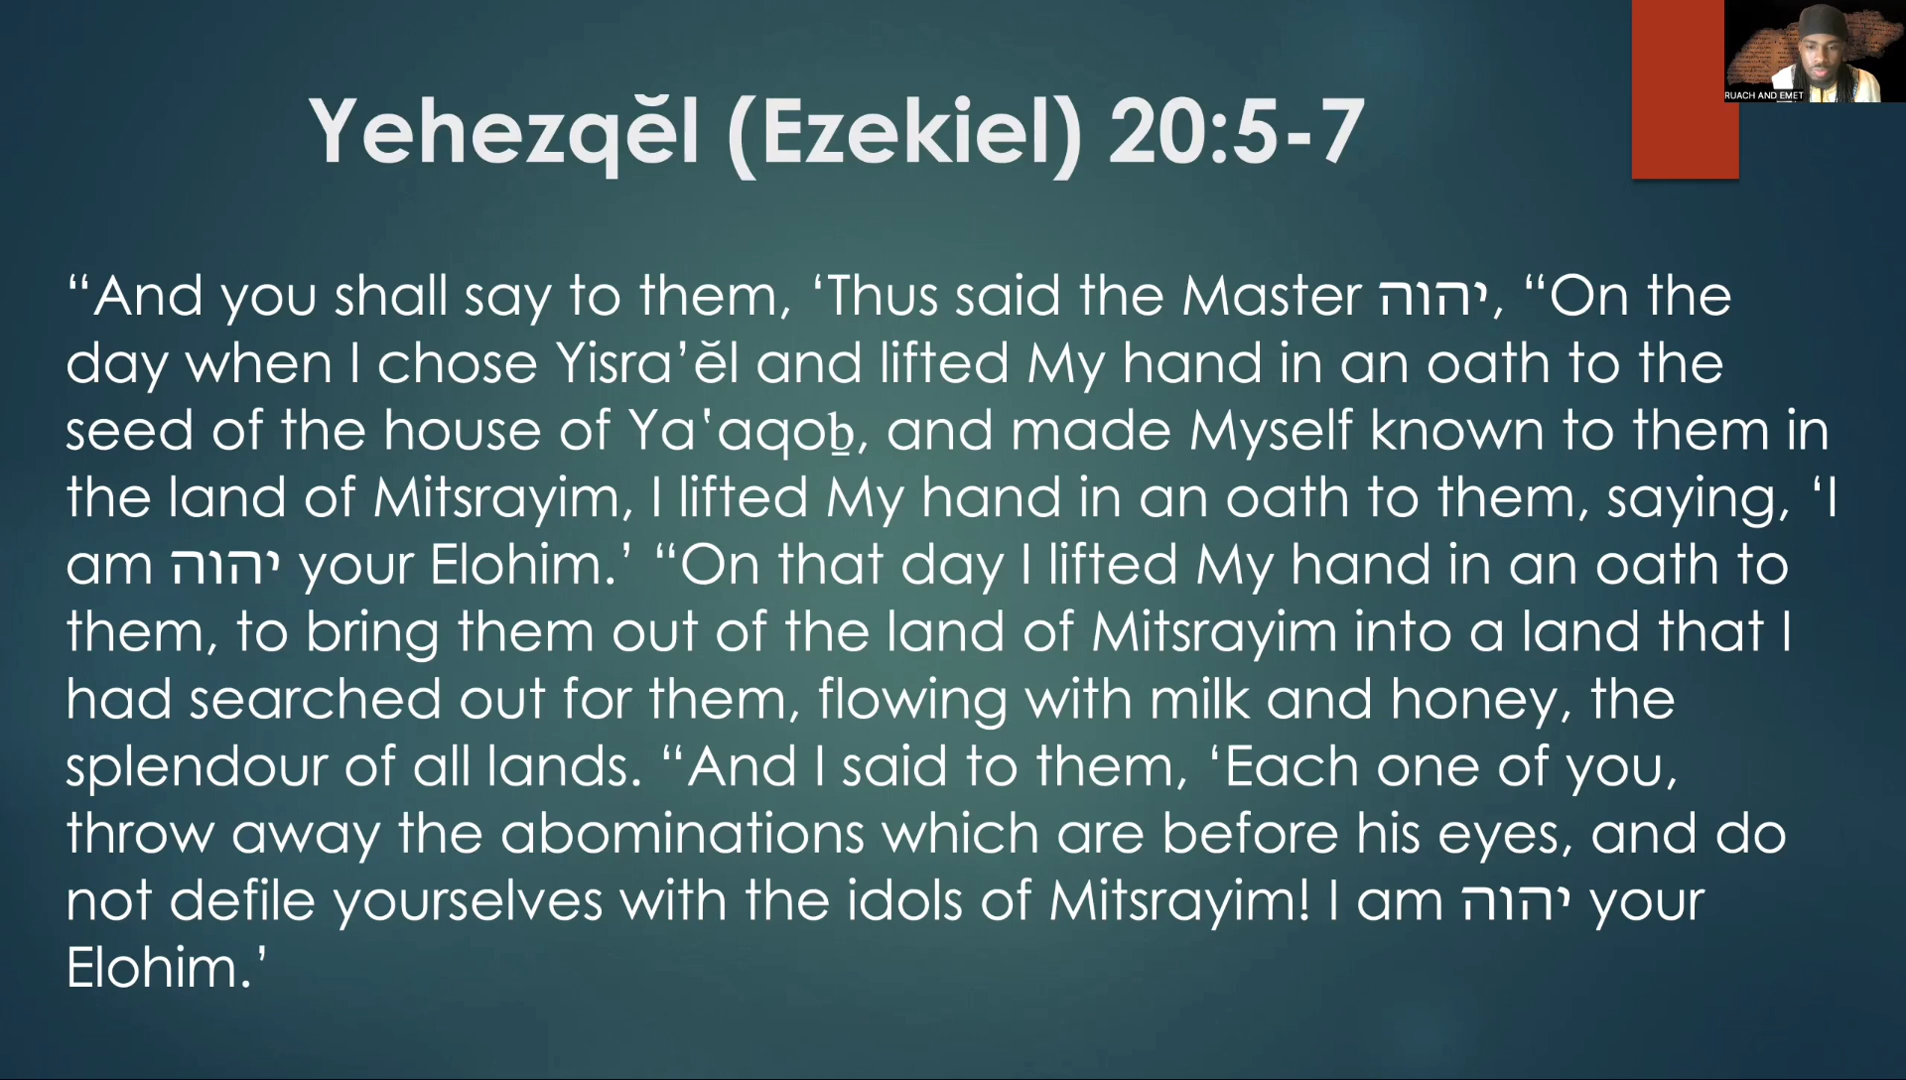 RUACH AND EMET
Yehezqĕl (Ezekiel) 20:5-7
“And you shall say to them, ‘Thus said the Master יהוה, “On the
day when I chose Yisra’ĕl and lifted My hand in an oath to the
seed of the house of Ya‛aqoḇ, and made Myself known to them in
the land of Mitsrayim, I lifted My hand in an oath to them, saying, ‘I
am יהוה your Elohim.’ “On that day I lifted My hand in an oath to
them, to bring them out of the land of Mitsrayim into a land that I
had searched out for them, flowing with milk and honey, the
splendour of all lands. “And I said to them, ‘Each one of you,
throw away the abominations which are before his eyes, and do
not defile yourselves with the idols of Mitsrayim! I am יהוה your
Elohim.’